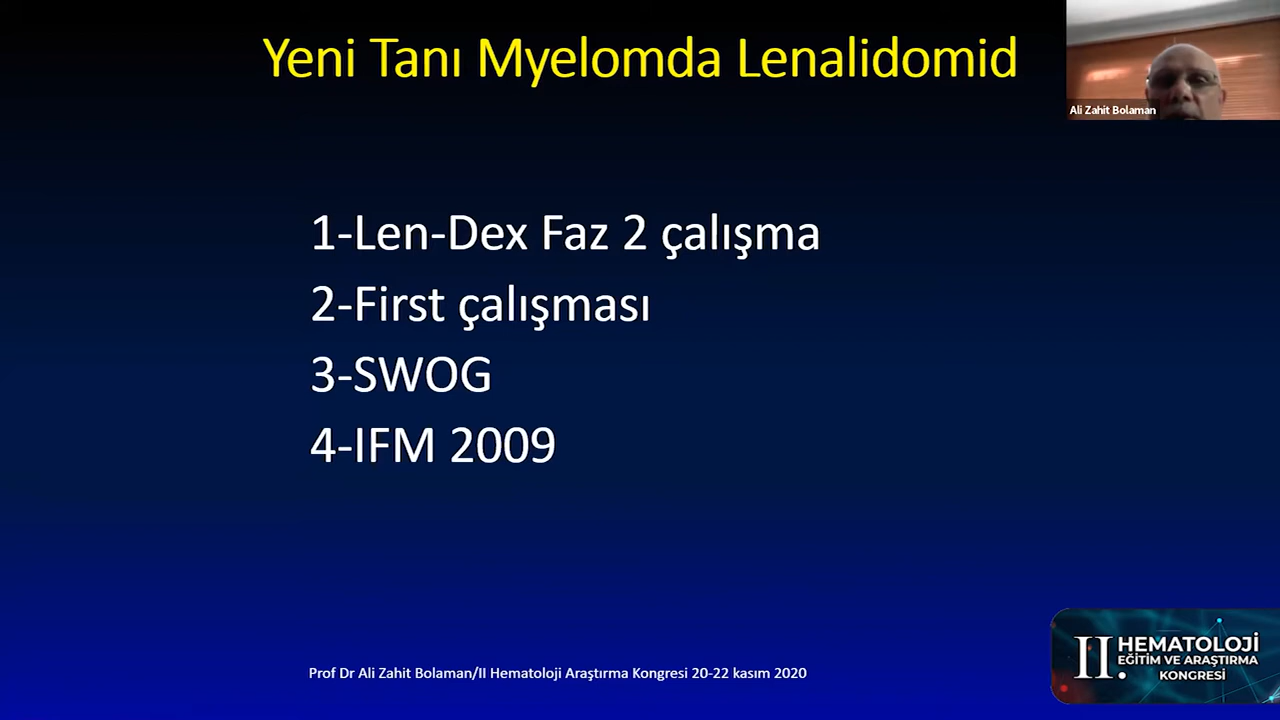 Yeni Tanı Myelomda Lenalidomid
Ali Zahit Bolaman
1-Len-Dex Faz 2 çalışma
2-First çalışması
3-SWOG
4-IFM 2009
Prof Dr Ali Zahit Bolaman/II Hematoloji Araştırma Kongresi 20-22 kasım 2020
II. HEMATOLOJİ
EĞİTİM VE ARAŞTIRMA
KONGRESİ